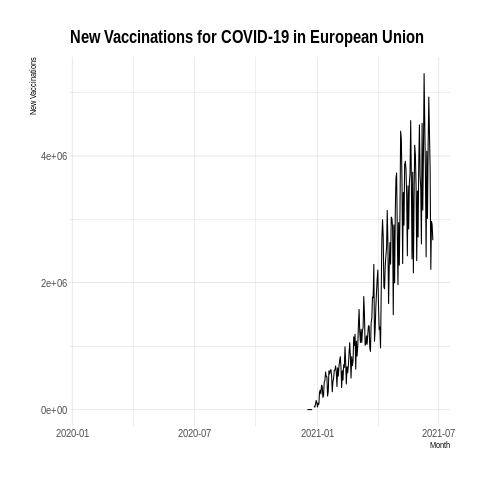 New Vaccinations for COVID-19 in European Union
New Vaccinations
4e+06
2e+06
0e+00
2020-01 2020-07 2021-01 2021-07
Month